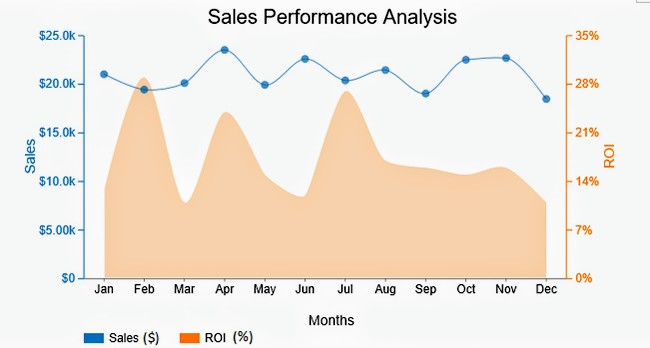 Sales Performance Analysis
$25.0k
$20.0k
$15.0k
$10.0k
$5.00k
$0
Sales
35%
28%
21%
14%
7%
0%
ROI
Jan Feb Mar Apr May Jun Jul Aug Sep Oct Nov Dec
Months
Sales ($) ROI (%)